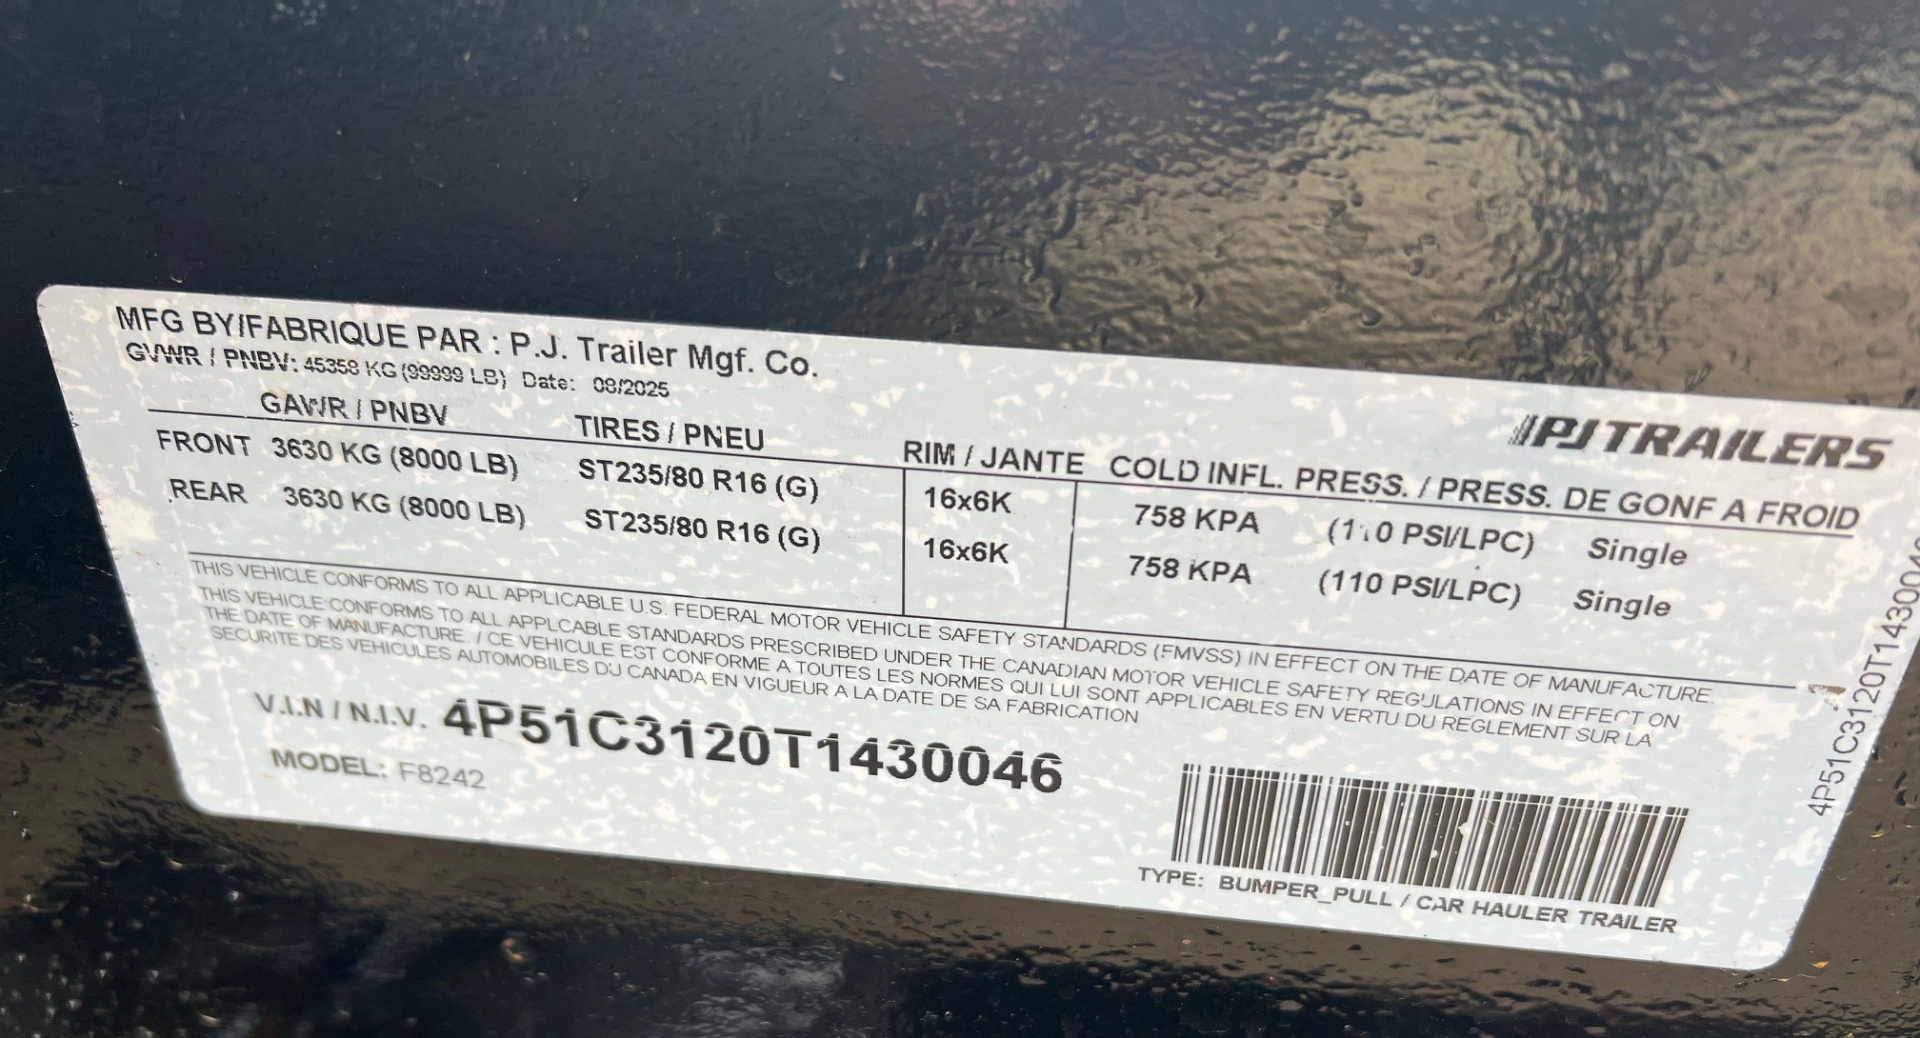 MFG BY/FABRIQUE PAR : P.J. Trailer Mgf. Co.
GVWR / PNBV: 45358 KG (99999 LB) Date: 08/2025
PJ TRAILERS
GAWR / PNBV TIRES / PNEU RIM / JANTE COLD INFL. PRESS. / PRESS. DE GONF A FROID
FRONT 3630 KG (8000 LB) ST235/80 R16 (G) 16x6K 758 KPA (110 PSI/LPC) Single
REAR 3630 KG (8000 LB) ST235/80 R16 (G) 16x6K 758 KPA (110 PSI/LPC) Single
THIS VEHICLE CONFORMS TO ALL APPLICABLE U.S. FEDERAL MOTOR VEHICLE SAFETY STANDARDS (FMVSS) IN EFFECT ON THE DATE OF MANUFACTURE.
THIS VEHICLE CONFORMS TO ALL APPLCABLE STANDARDS PRESCRIBED UNDER THE CANADIAN MOTOR VEHICLE SAFETY REGULATIONS IN EFFECT ON
THE DATE OF MANUFACTURE. / CE VEHICULE EST CONFORME A TOUTES LES NORMES QUI LUI SONT APPLICABLES EN VERTU DU REGLEMENT SUR LA
SECURITE DES VEHICULES AUTOMOBILES DU CANADA EN VIGUEUR A LA DATE DE SA FABRICATION
V.I.N / N.I.V. 4P51C3120T1430046
MODEL: F8242
TYPE: BUMPER_PULL / CAR HAULER TRAILER
4P51C3120T1430046